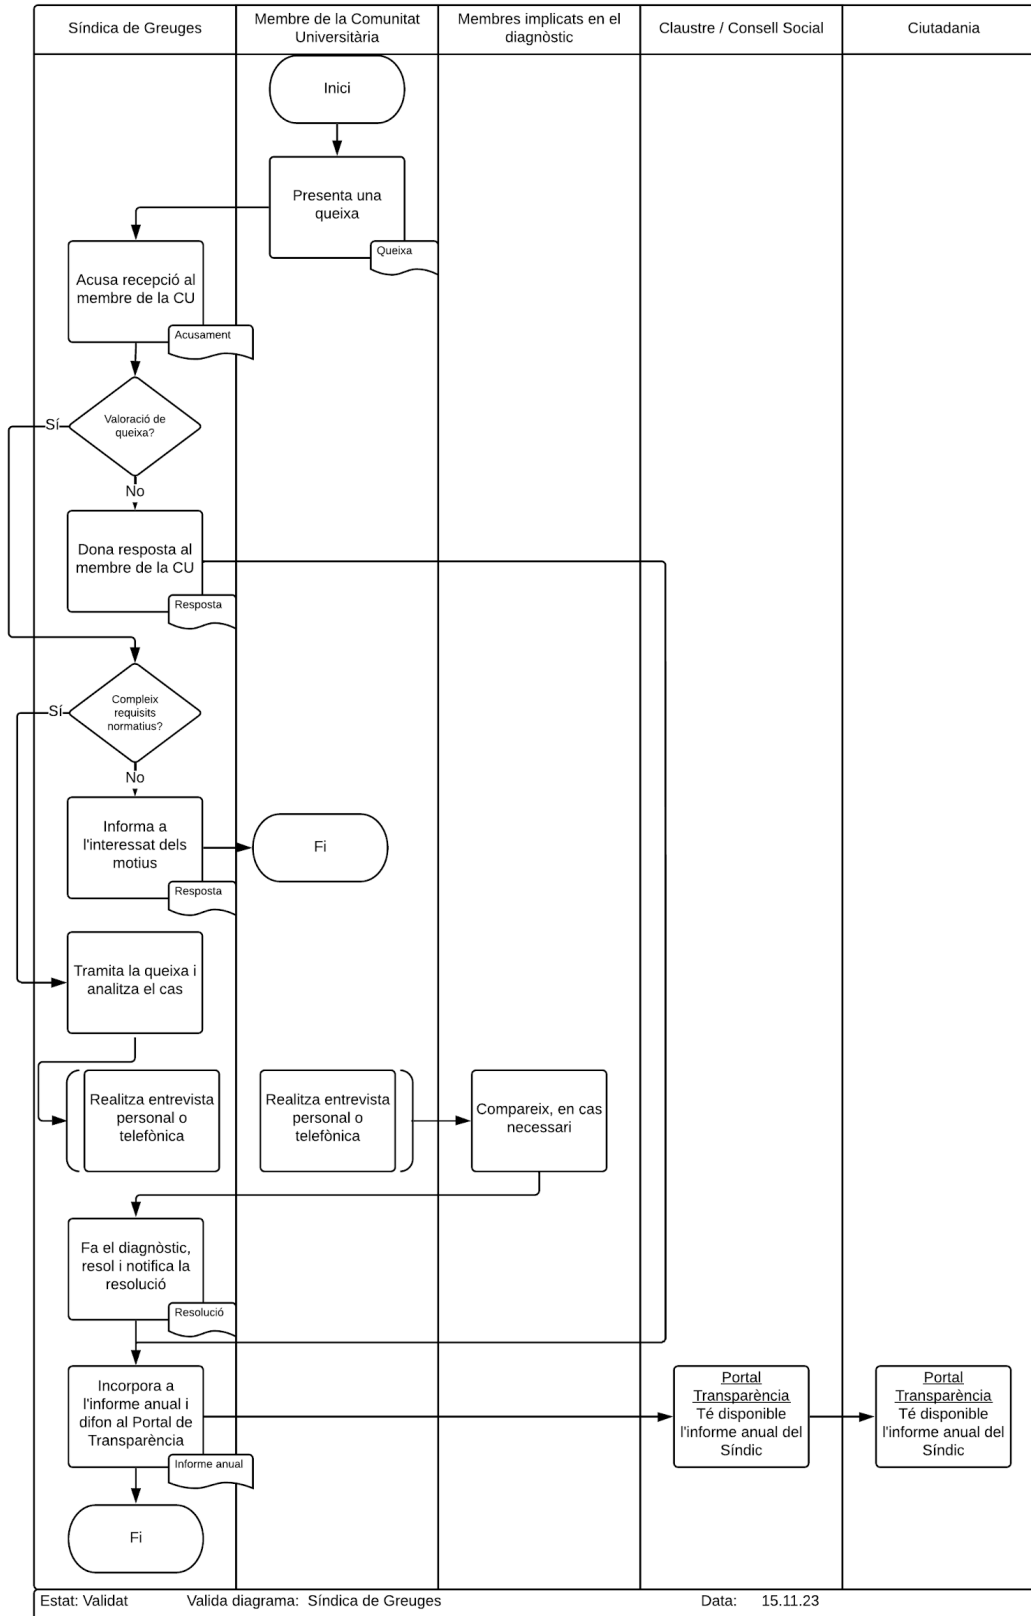 Síndica de Greuges
Membre de la Comunitat
Universitària
Membres implicats en el
diagnòstic
Claustre / Consell Social
Ciutadania
Inici
Presenta una
queixa
Queixa
Acusa recepció al
membre de la CU
Acusament
Valoració de
queixa?
Sí
No
Dona resposta al
membre de la CU
Resposta
Compleix
requisits
normatius?
Sí
No
Informa a
l'interessat dels
motius
Resposta
Fi
Tramita la queixa i
analitza el cas
Realitza entrevista
personal o
telefònica
Realitza entrevista
personal o
telefònica
Compareix, en cas
necessari
Fa el diagnòstic,
resol i notifica la
resolució
Resolució
Incorpora a
l'informe anual i
difon al Portal de
Transparència
Informe anual
Portal
Transparència
Té disponible
l'informe anual del
Síndic
Portal
Transparència
Té disponible
l'informe anual del
Síndic
Fi
Estat: Validat Valida diagrama: Síndica de Greuges Data: 15.11.23